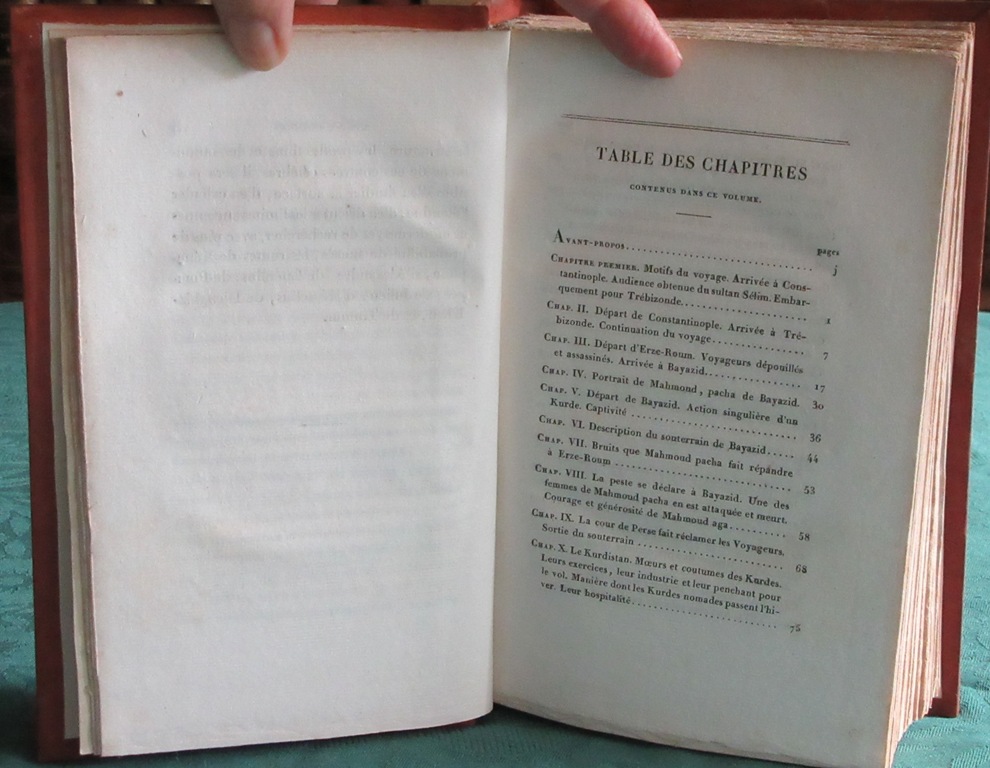 TABLE DES CHAPITRES
CONTENUS DANS CE VOLUME.
pages
AVANT-PROPOS.............................. j
CHAPITRE PREMIER. Motifs du voyage. Arrivée à Cons-
tantinople. Audience obtenue du sultan Sélim. Embar-
quement pour Trébizonde.................... 1
CHAP. II. Départ de Constantinople. Arrivée à Tré-
bizonde. Continuation du voyage............... 7
CHAP. III. Départ d'Erze-Roum. Voyageurs dépouillés
et assassinés. Arrivée à Bayazid................ 17
CHAP. IV. Portrait de Mahmond, pacha de Bayazid. 30
CHAP. V. Départ de Bayazid. Action singulière d'un
Kurde. Captivité ........................... 36
CHAP. VI. Description du souterrain de Bayazid..... 44
CHAP. VII. Bruits que Mahmoud pacha fait répandre
à Erze-Roum ............................... 53
CHAP. VIII. La peste se déclare à Bayazid. Une des
femmes de Mahmoud pacha en est attaquée et meurt.
Courage et générosité de Mahmoud aga......... 58
CHAP. IX. La cour de Perse fait réclamer les Voyageurs.
Sortie du souterrain ......................... 68
CHAP. X. Le Kurdistan. Mœurs et coutumes des Kurdes.
Leurs exercices, leur industrie et leur penchant pour
le vol. Manière dont les Kurdes nomades passent l'hi-
ver. Leur hospitalité......................... 75